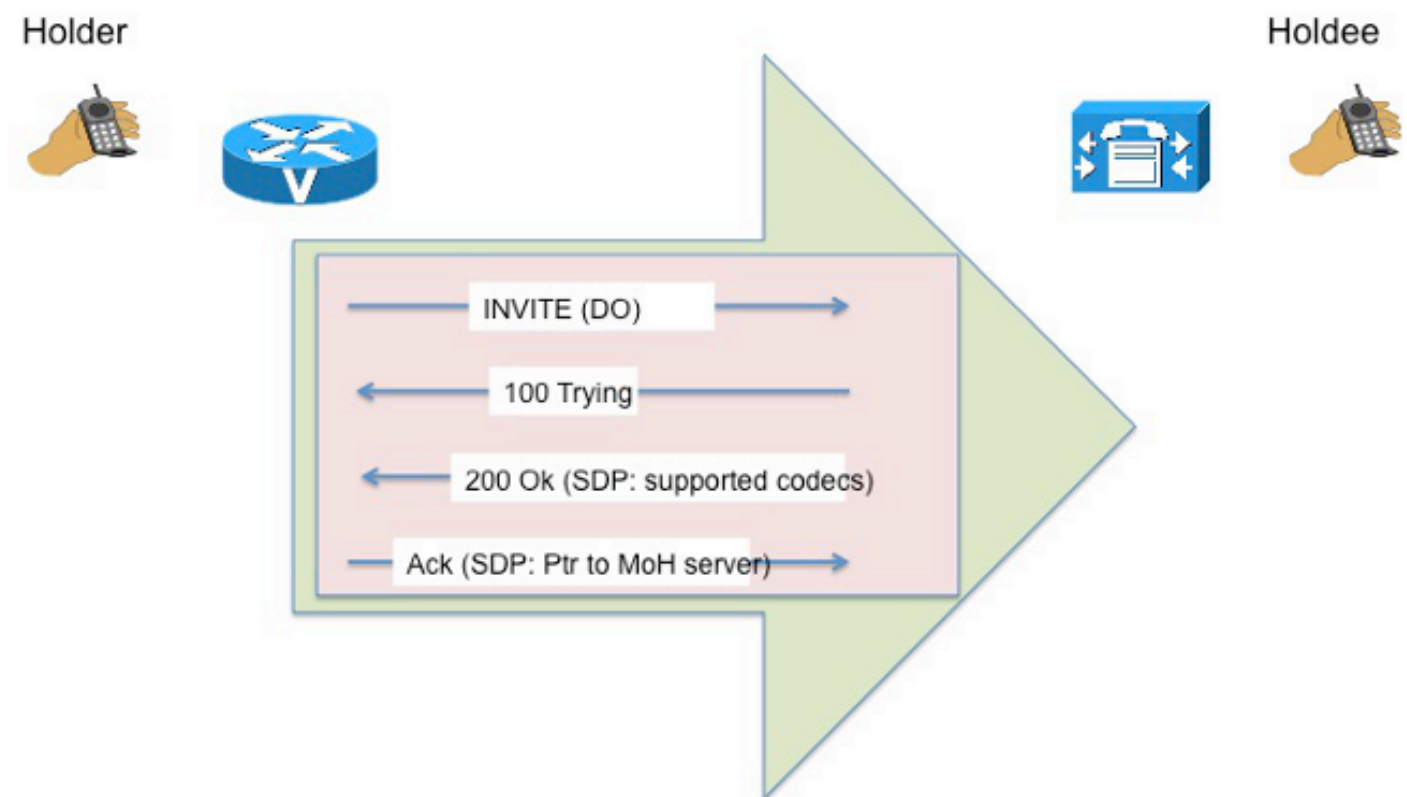 Holder
Holdee
V
INVITE (DO)
100 Trying
200 Ok (SDP: supported codecs)
Ack (SDP: Ptr to MoH server)